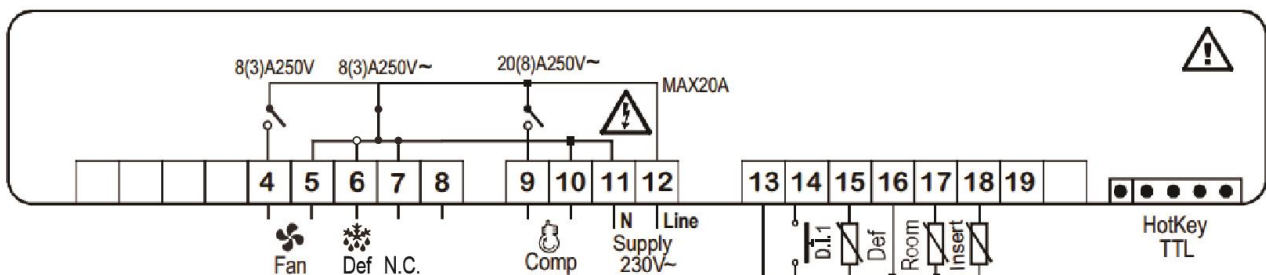 8(3)A250V 8(3)A250V~ 20(8)A250V~
MAX20A
4 5 6 7 8 9 10 11 12 13 14 15 16 17 18 19
N Line
Fan Def N.C. Comp
Supply
230V~
D.I.1
Def
Room
Insert
HotKey
TTL